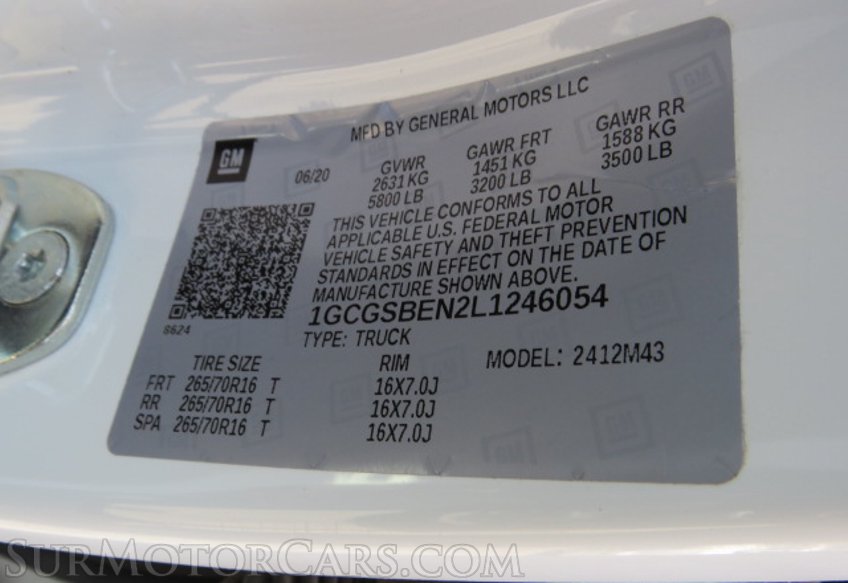 MFD BY GENERAL MOTORS LLC
GM
06/20
GVWR GAWR FRT GAWR RR
2631 KG 1451 KG 1588 KG
5800 LB 3200 LB 3500 LB
THIS VEHICLE CONFORMS TO ALL
APPLICABLE U.S. FEDERAL MOTOR
VEHICLE SAFETY AND THEFT PREVENTION
STANDARDS IN EFFECT ON THE DATE OF
MANUFACTURE SHOWN ABOVE.
8624
1GCGSBEN2L1246054
TYPE: TRUCK MODEL: 2412M43
TIRE SIZE RIM
FRT 265/70R16 T 16X7.0J
RR 265/70R16 T 16X7.0J
SPA 265/70R16 T 16X7.0J
SURMOTORCARS.COM
SURMOTORCARS.COM